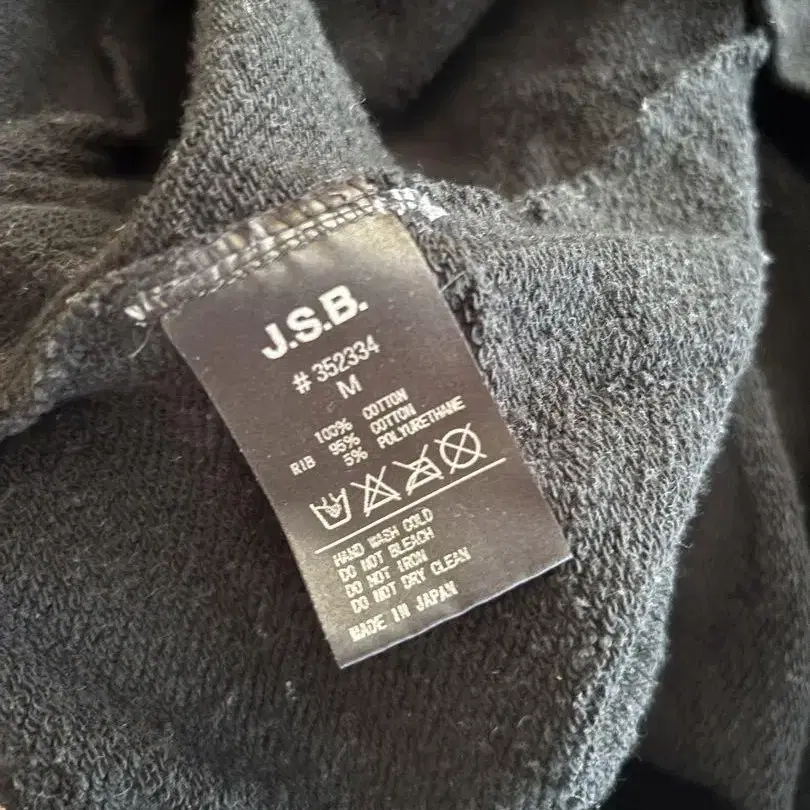 J.S.B.
# 352334
M
100% COTTON
RIB 95% COTTON
5% POLYURETHANE
HAND WASH COLD
DO NOT BLEACH
DO NOT IRON
DO NOT DRY CLEAN
MADE IN JAPAN